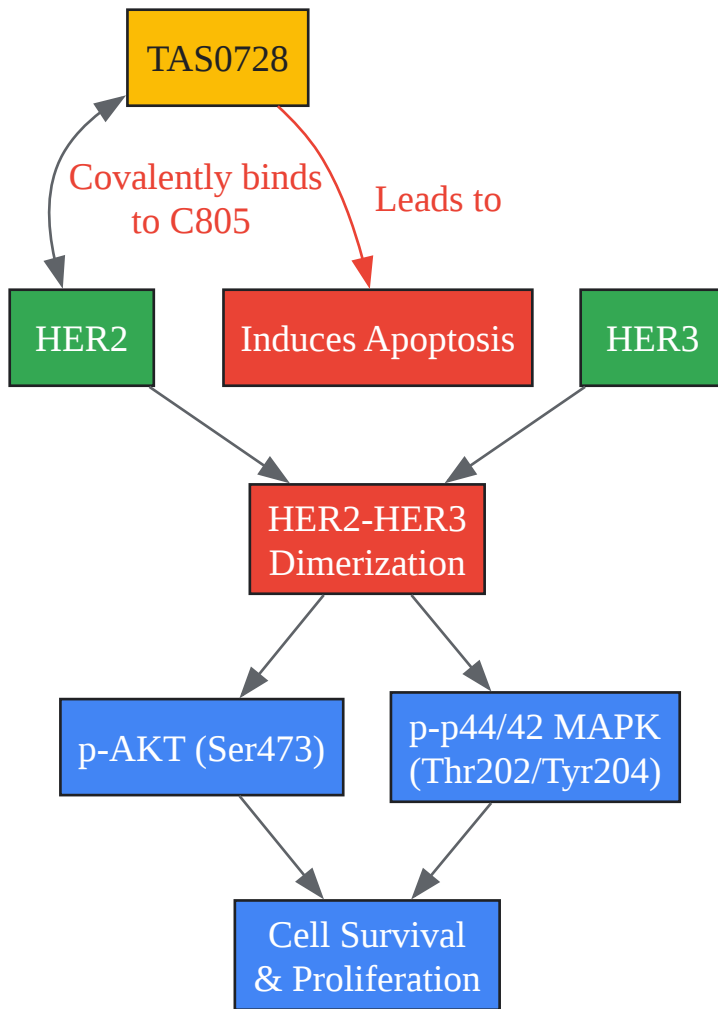 TAS0728
Covalently binds
to C805
Leads to
HER2
Induces Apoptosis
HER3
HER2-HER3
Dimerization
p-AKT (Ser473)
p-p44/42 MAPK
(Thr202/Tyr204)
Cell Survival
& Proliferation